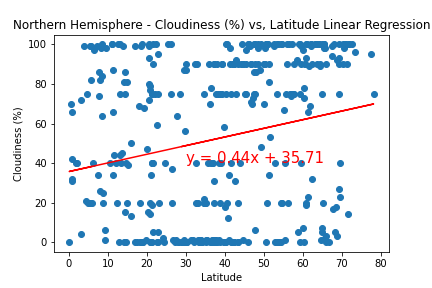 Northern Hemisphere - Cloudiness (%) vs, Latitude Linear Regression
100
80
60
40
20
0
Cloudiness (%)
y = 0.44x + 35.71
0 10 20 30 40 50 60 70 80
Latitude